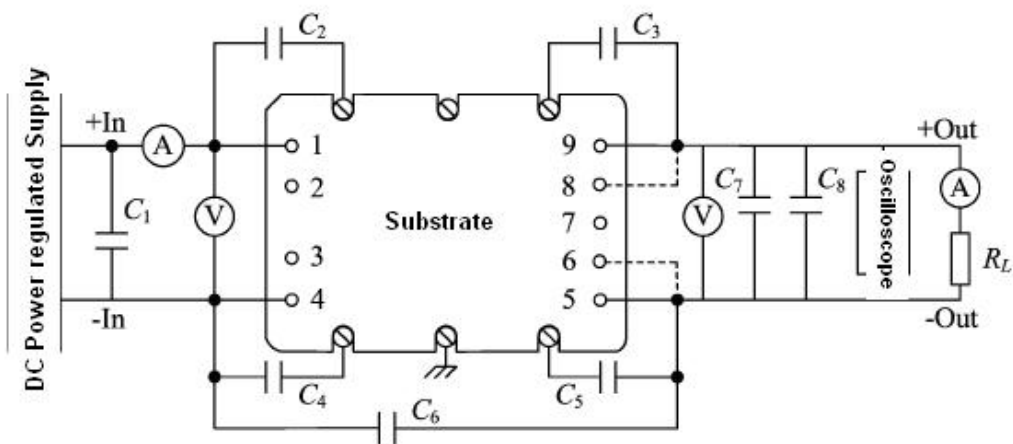 C2
C3
DC Power regulated Supply
+In
A
1
9
+Out
2
8
C7
C8
A
C1
V
Substrate
7
V
Oscilloscope
3
6
RL
4
5
-In
-Out
C4
C5
C6